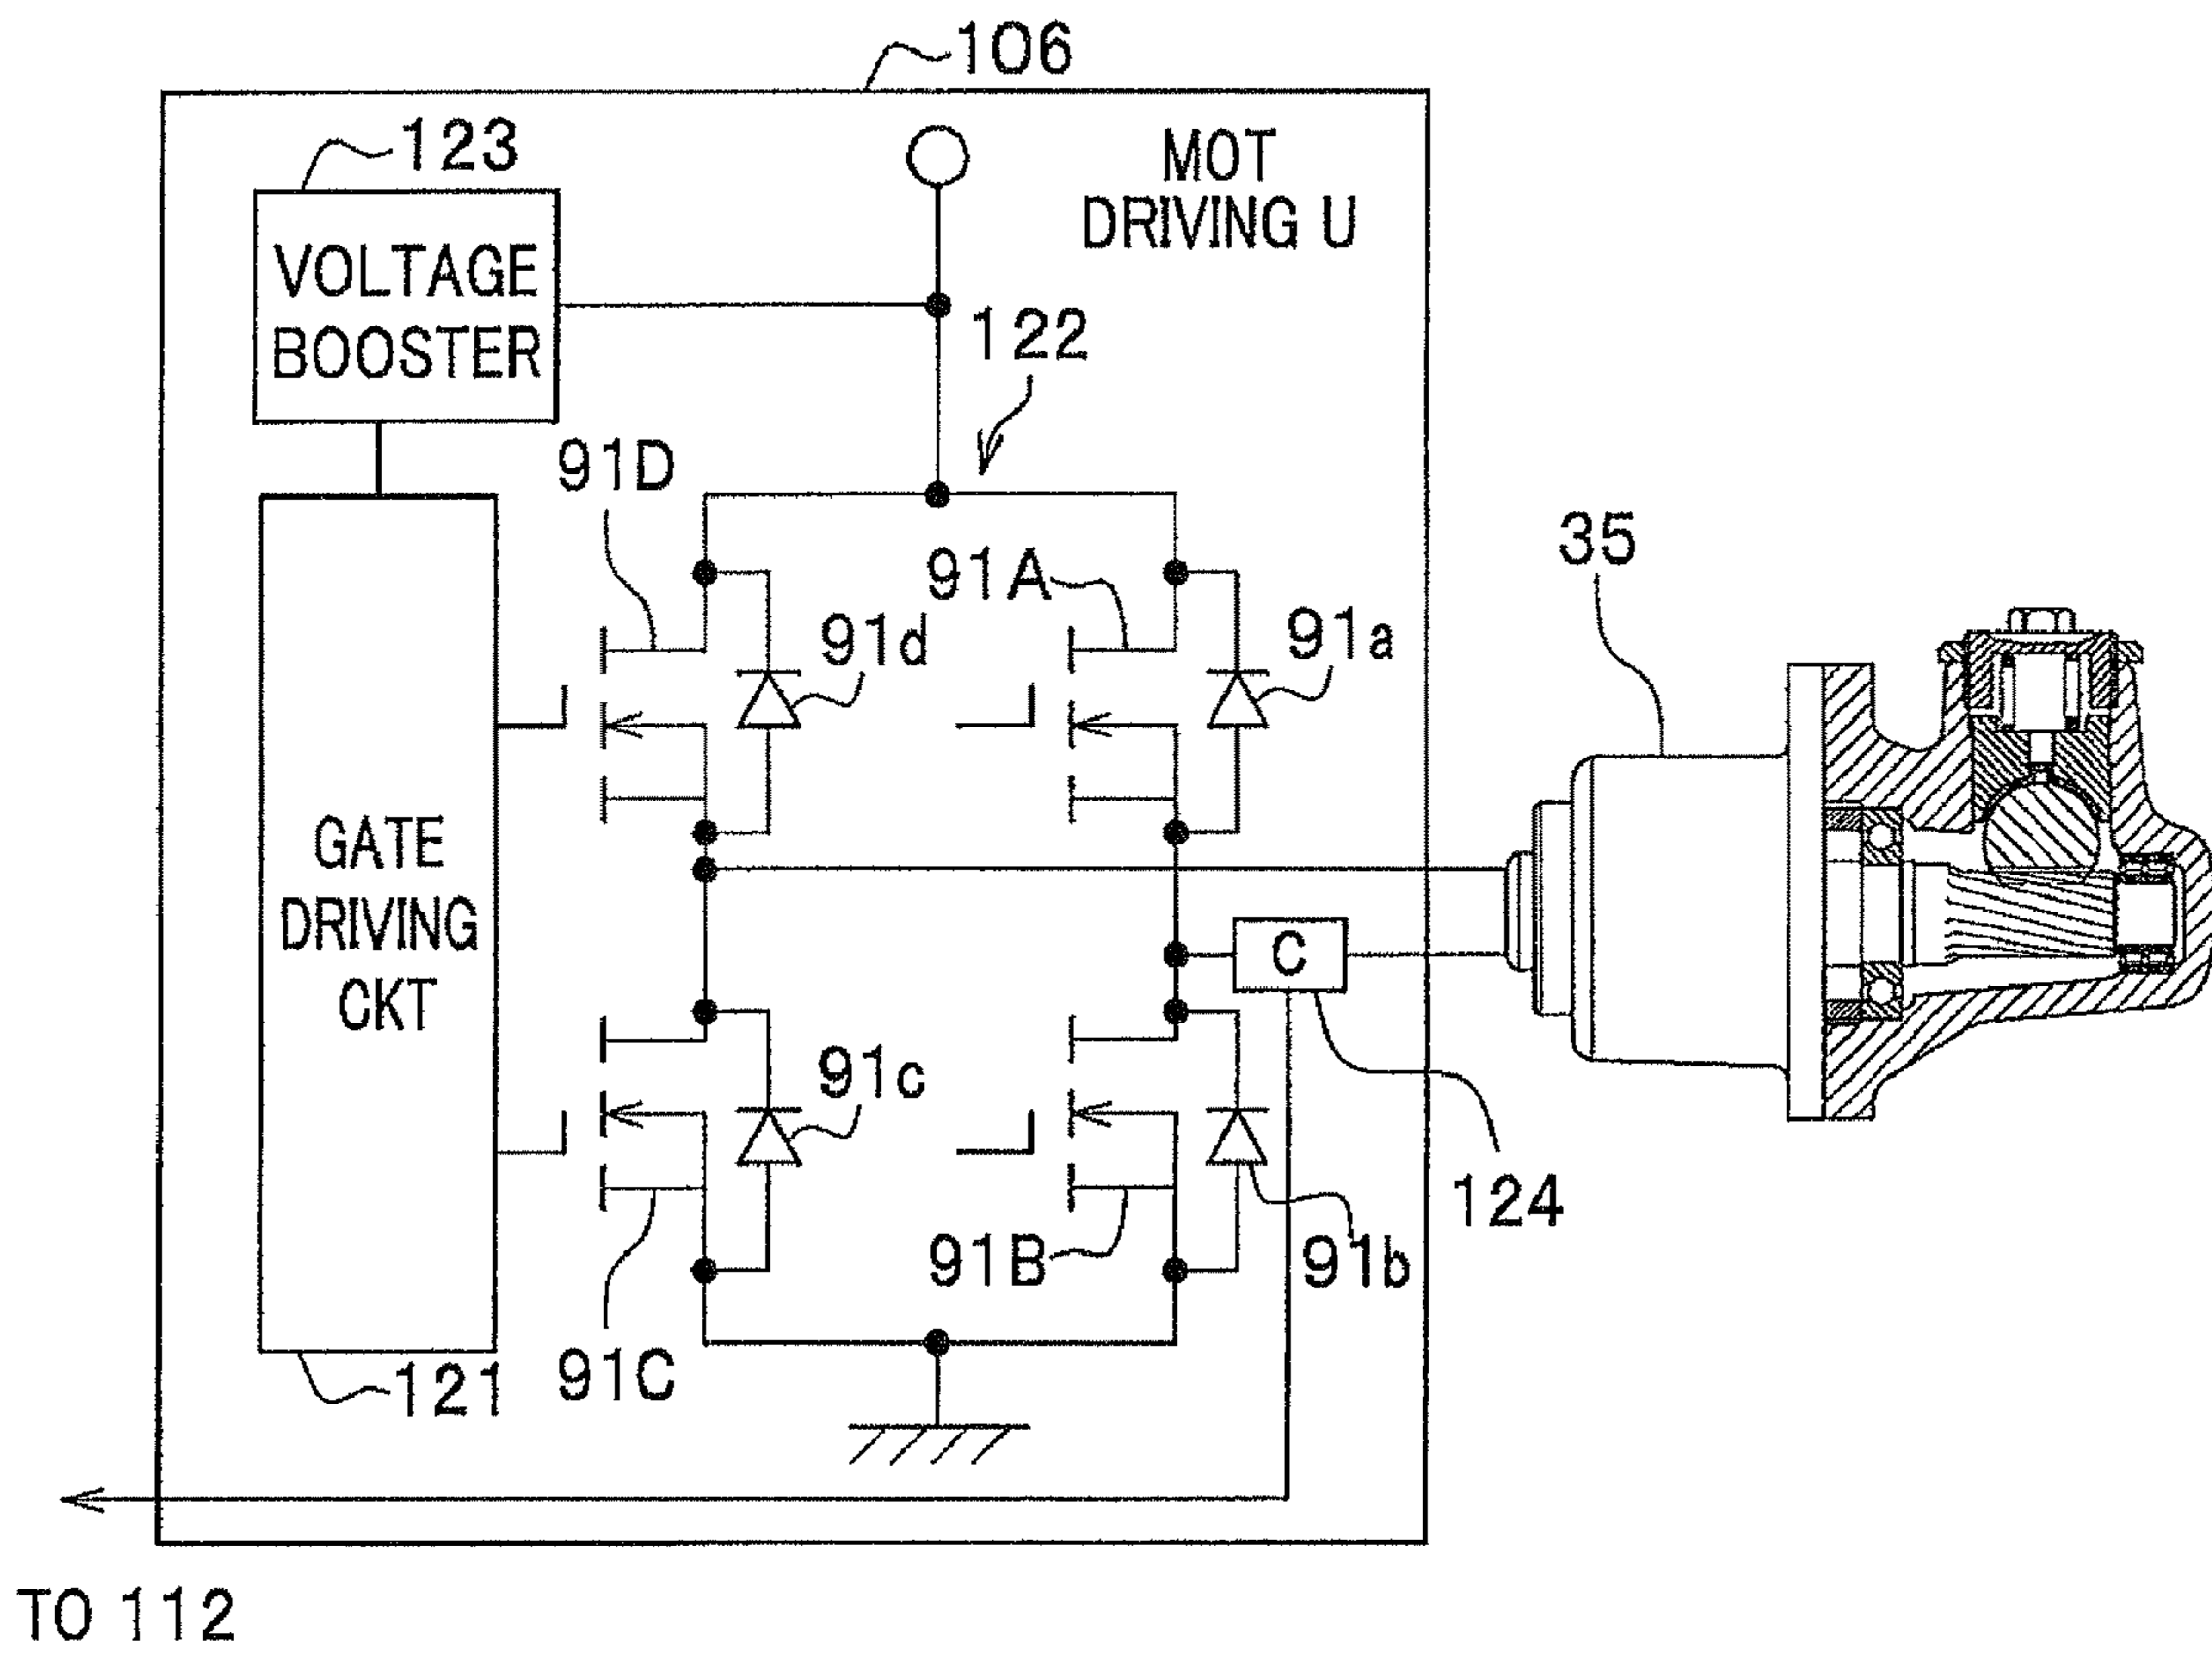 106
123
MOT
DRIVING U
VOLTAGE
BOOSTER
122
91D
35
91A
91d
91a
GATE
DRIVING
CKT
C
91c
124
91B
91b
91C
121
TO 112